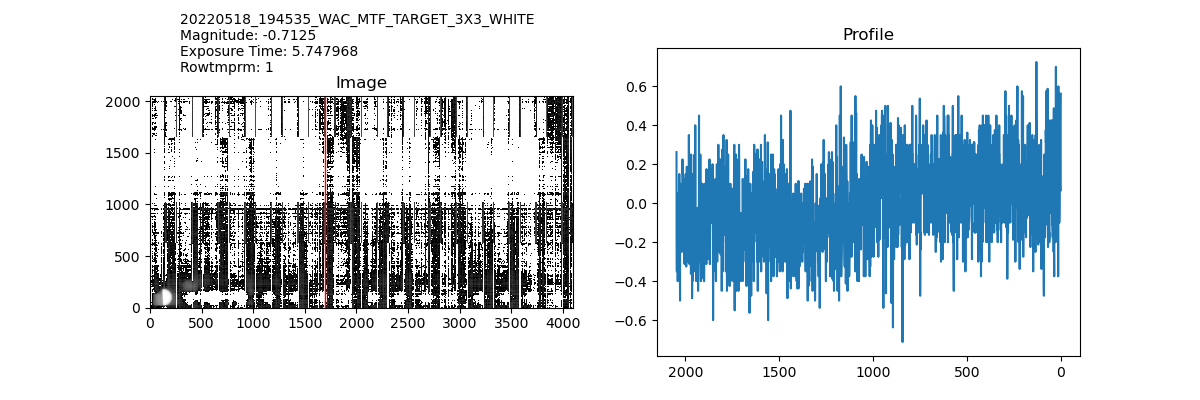 20220518_194535_WAC_MTF_TARGET_3X3_WHITE
Magnitude: -0.7125
Exposure Time: 5.747968
Rowtmprm: 1
Image
2000
1500
1000
500
0
0 500 1000 1500 2000 2500 3000 3500 4000
Profile
0.6
0.4
0.2
0.0
−0.2
−0.4
−0.6
2000 1500 1000 500 0